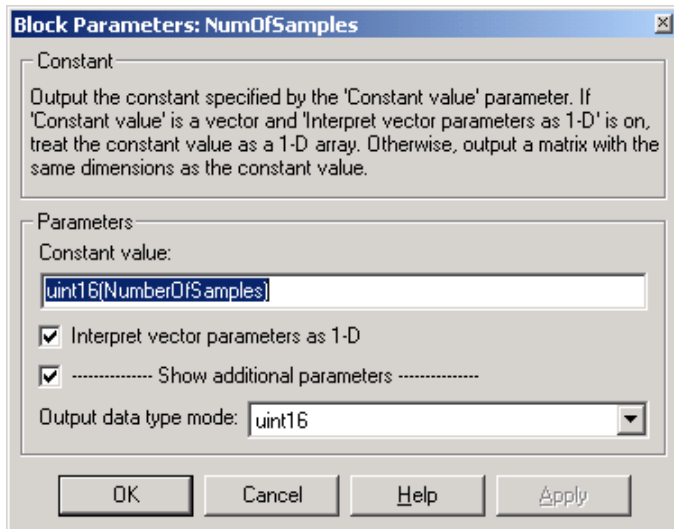 Block Parameters: NumOfSamples
Constant
Output the constant specified by the 'Constant value' parameter. If
'Constant value' is a vector and 'Interpret vector parameters as 1-D' is on,
treat the constant value as a 1-D array. Otherwise, output a matrix with the
same dimensions as the constant value.
Parameters
Constant value:
uint16(NumberOfSamples)
Interpret vector parameters as 1-D
-------------- Show additional parameters --------------
Output data type mode: uint16
OK Cancel Help Apply